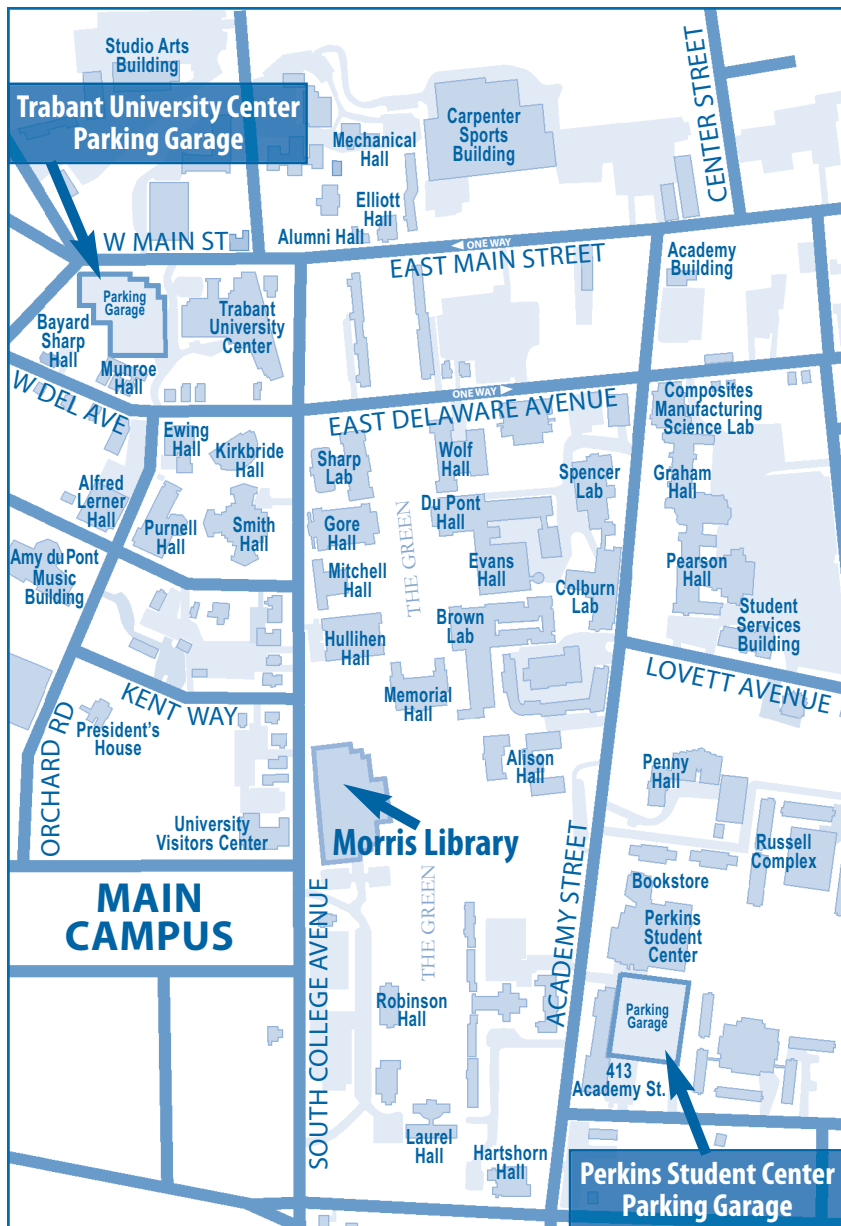 Studio Arts
Building
Trabant University Center
Parking Garage
Mechanical
Hall
Carpenter
Sports
Building
CENTER STREET
Elliott
Hall
Alumni Hall
W MAIN ST
ONE WAY
EAST MAIN STREET
Academy
Building
Parking
Garage
Trabant
University
Center
Bayard
Sharp
Hall
Munroe
Hall
W DEL AVE
ONE WAY
EAST DELAWARE AVENUE
Composites
Manufacturing
Science Lab
Ewing
Hall
Kirkbride
Hall
Sharp
Lab
Wolf
Hall
Spencer
Lab
Graham
Hall
Alfred
Lerner
Hall
Purnell
Hall
Smith
Hall
Gore
Hall
THE GREEN
Du Pont
Hall
Amy du Pont
Music
Building
Mitchell
Hall
Evans
Hall
Colburn
Lab
Pearson
Hall
Hullihen
Hall
Brown
Lab
Student
Services
Building
KENT WAY
Memorial
Hall
LOVETT AVENUE
President's
House
ORCHARD RD
Alison
Hall
Penny
Hall
University
Visitors Center
Morris Library
Russell
Complex
MAIN
CAMPUS
SOUTH COLLEGE AVENUE
THE GREEN
ACADEMY STREET
Bookstore
Perkins
Student
Center
Robinson
Hall
Parking
Garage
413
Academy St.
Laurel
Hall
Hartshorn
Hall
Perkins Student Center
Parking Garage